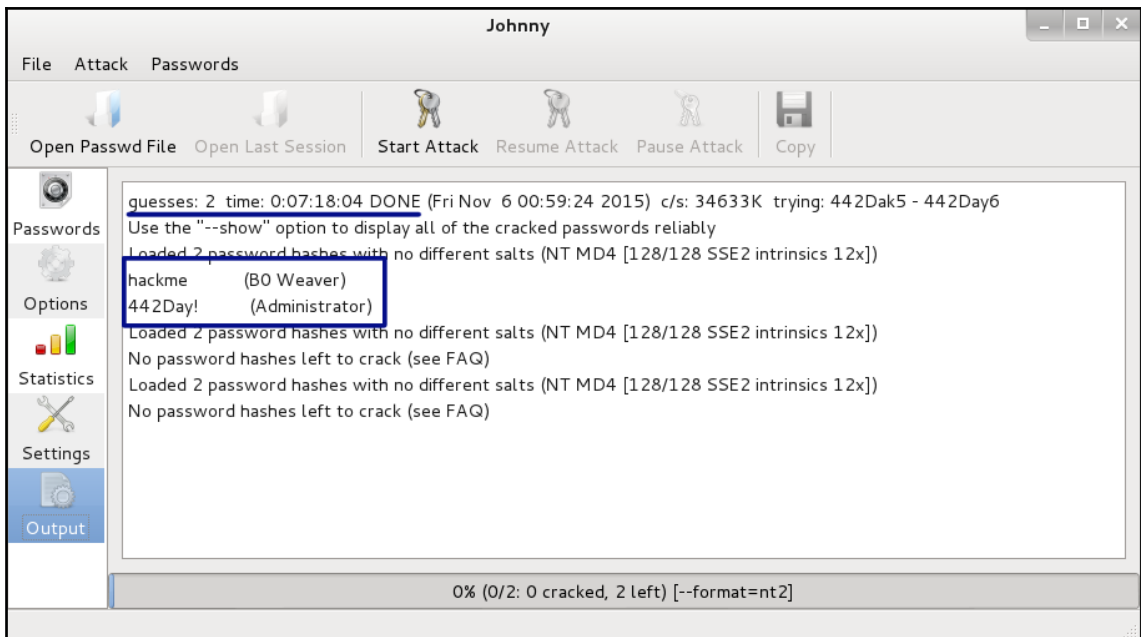 Johnny
File Attack Passwords
Open Passwd File Open Last Session Start Attack Resume Attack Pause Attack Copy
Passwords
Options
Statistics
Settings
Output
guesses: 2 time: 0:07:18:04 DONE (Fri Nov 6 00:59:24 2015) c/s: 34633K trying: 442Dak5 - 442Day6
Use the "--show" option to display all of the cracked passwords reliably
Loaded 2 password hashes with no different salts (NT MD4 [128/128 SSE2 intrinsics 12x])
hackme (B0 Weaver)
442Day! (Administrator)
Loaded 2 password hashes with no different salts (NT MD4 [128/128 SSE2 intrinsics 12x])
No password hashes left to crack (see FAQ)
Loaded 2 password hashes with no different salts (NT MD4 [128/128 SSE2 intrinsics 12x])
No password hashes left to crack (see FAQ)
0% (0/2: 0 cracked, 2 left) [--format=nt2]